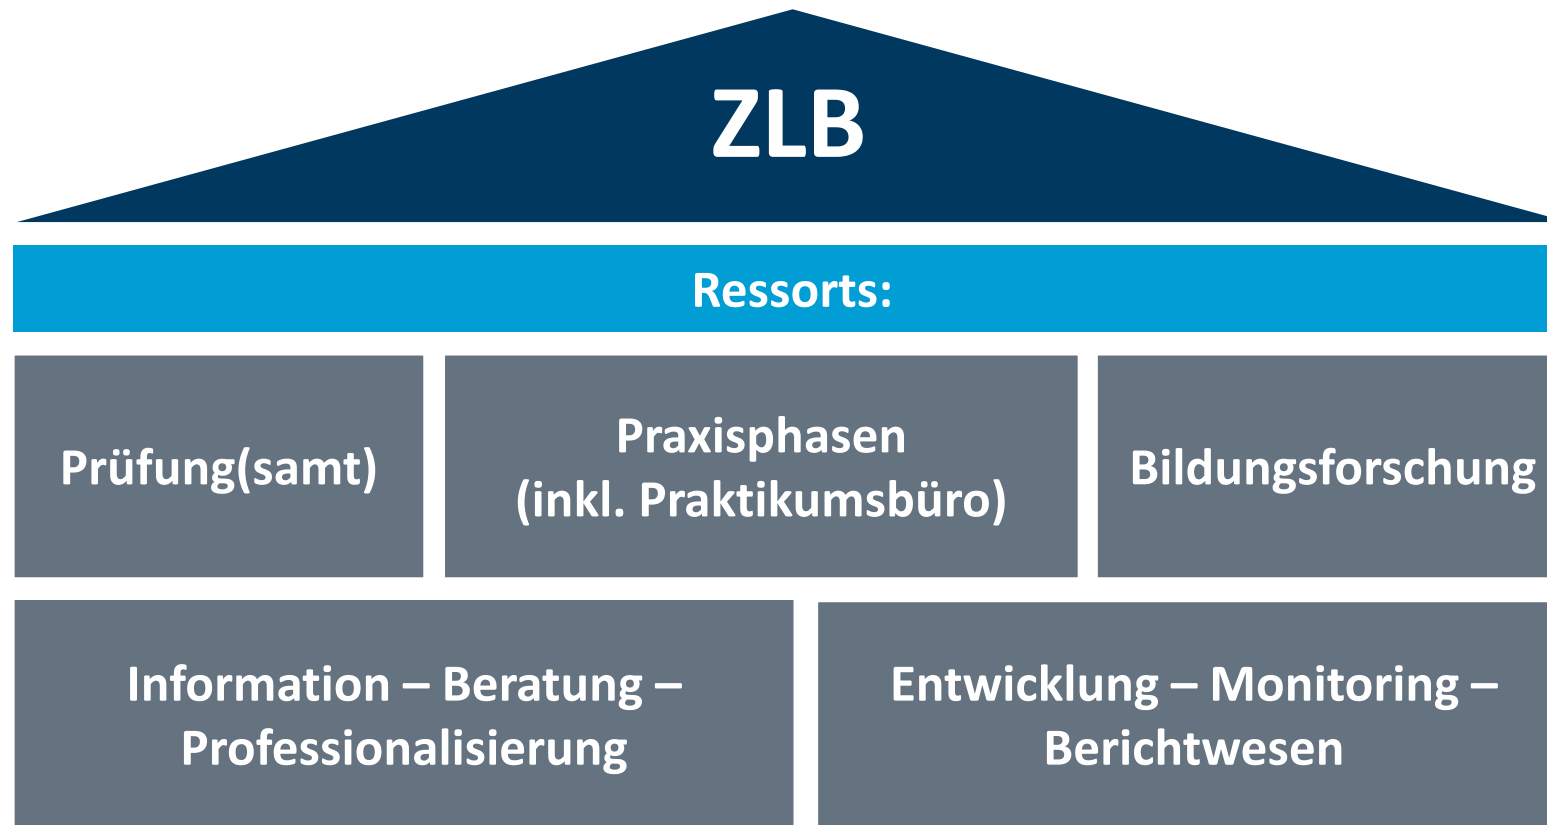 ZLB
Ressorts:
Prüfung(samt)
Praxisphasen
(inkl. Praktikumsbüro)
Bildungsforschung
Information – Beratung –
Professionalisierung
Entwicklung – Monitoring –
Berichtwesen